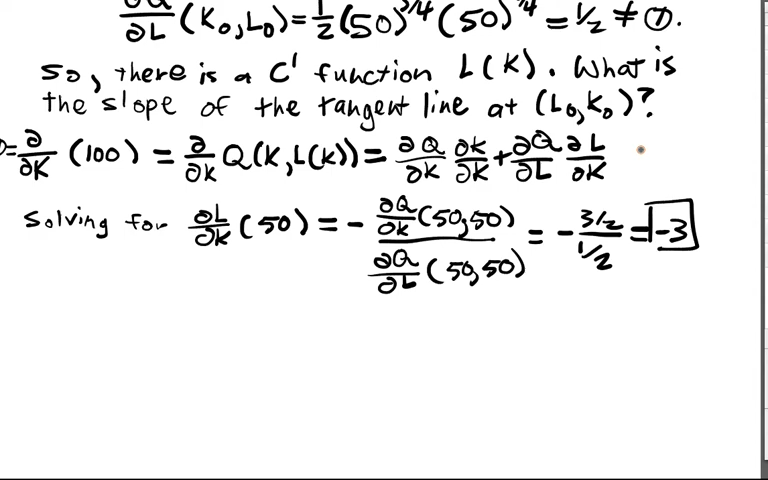 ∂Q/∂L (K₀,L₀) = 1/2 (50)^3/4 (50)^/4 = 1/2 ≠ 0.
So, there is a C' function L(K). What is
the slope of the tangent line at (L₀,K₀)?
0= ∂/∂K (100) = ∂/∂k Q(K,L(k)) = ∂Q/∂k ∂k/∂K + ∂Q/∂L ∂L/∂K
Solving for ∂L/∂k (50) = - ∂Q/∂k (50,50) / ∂Q/∂L (50,50) = - 3/2 / 1/2 = -3